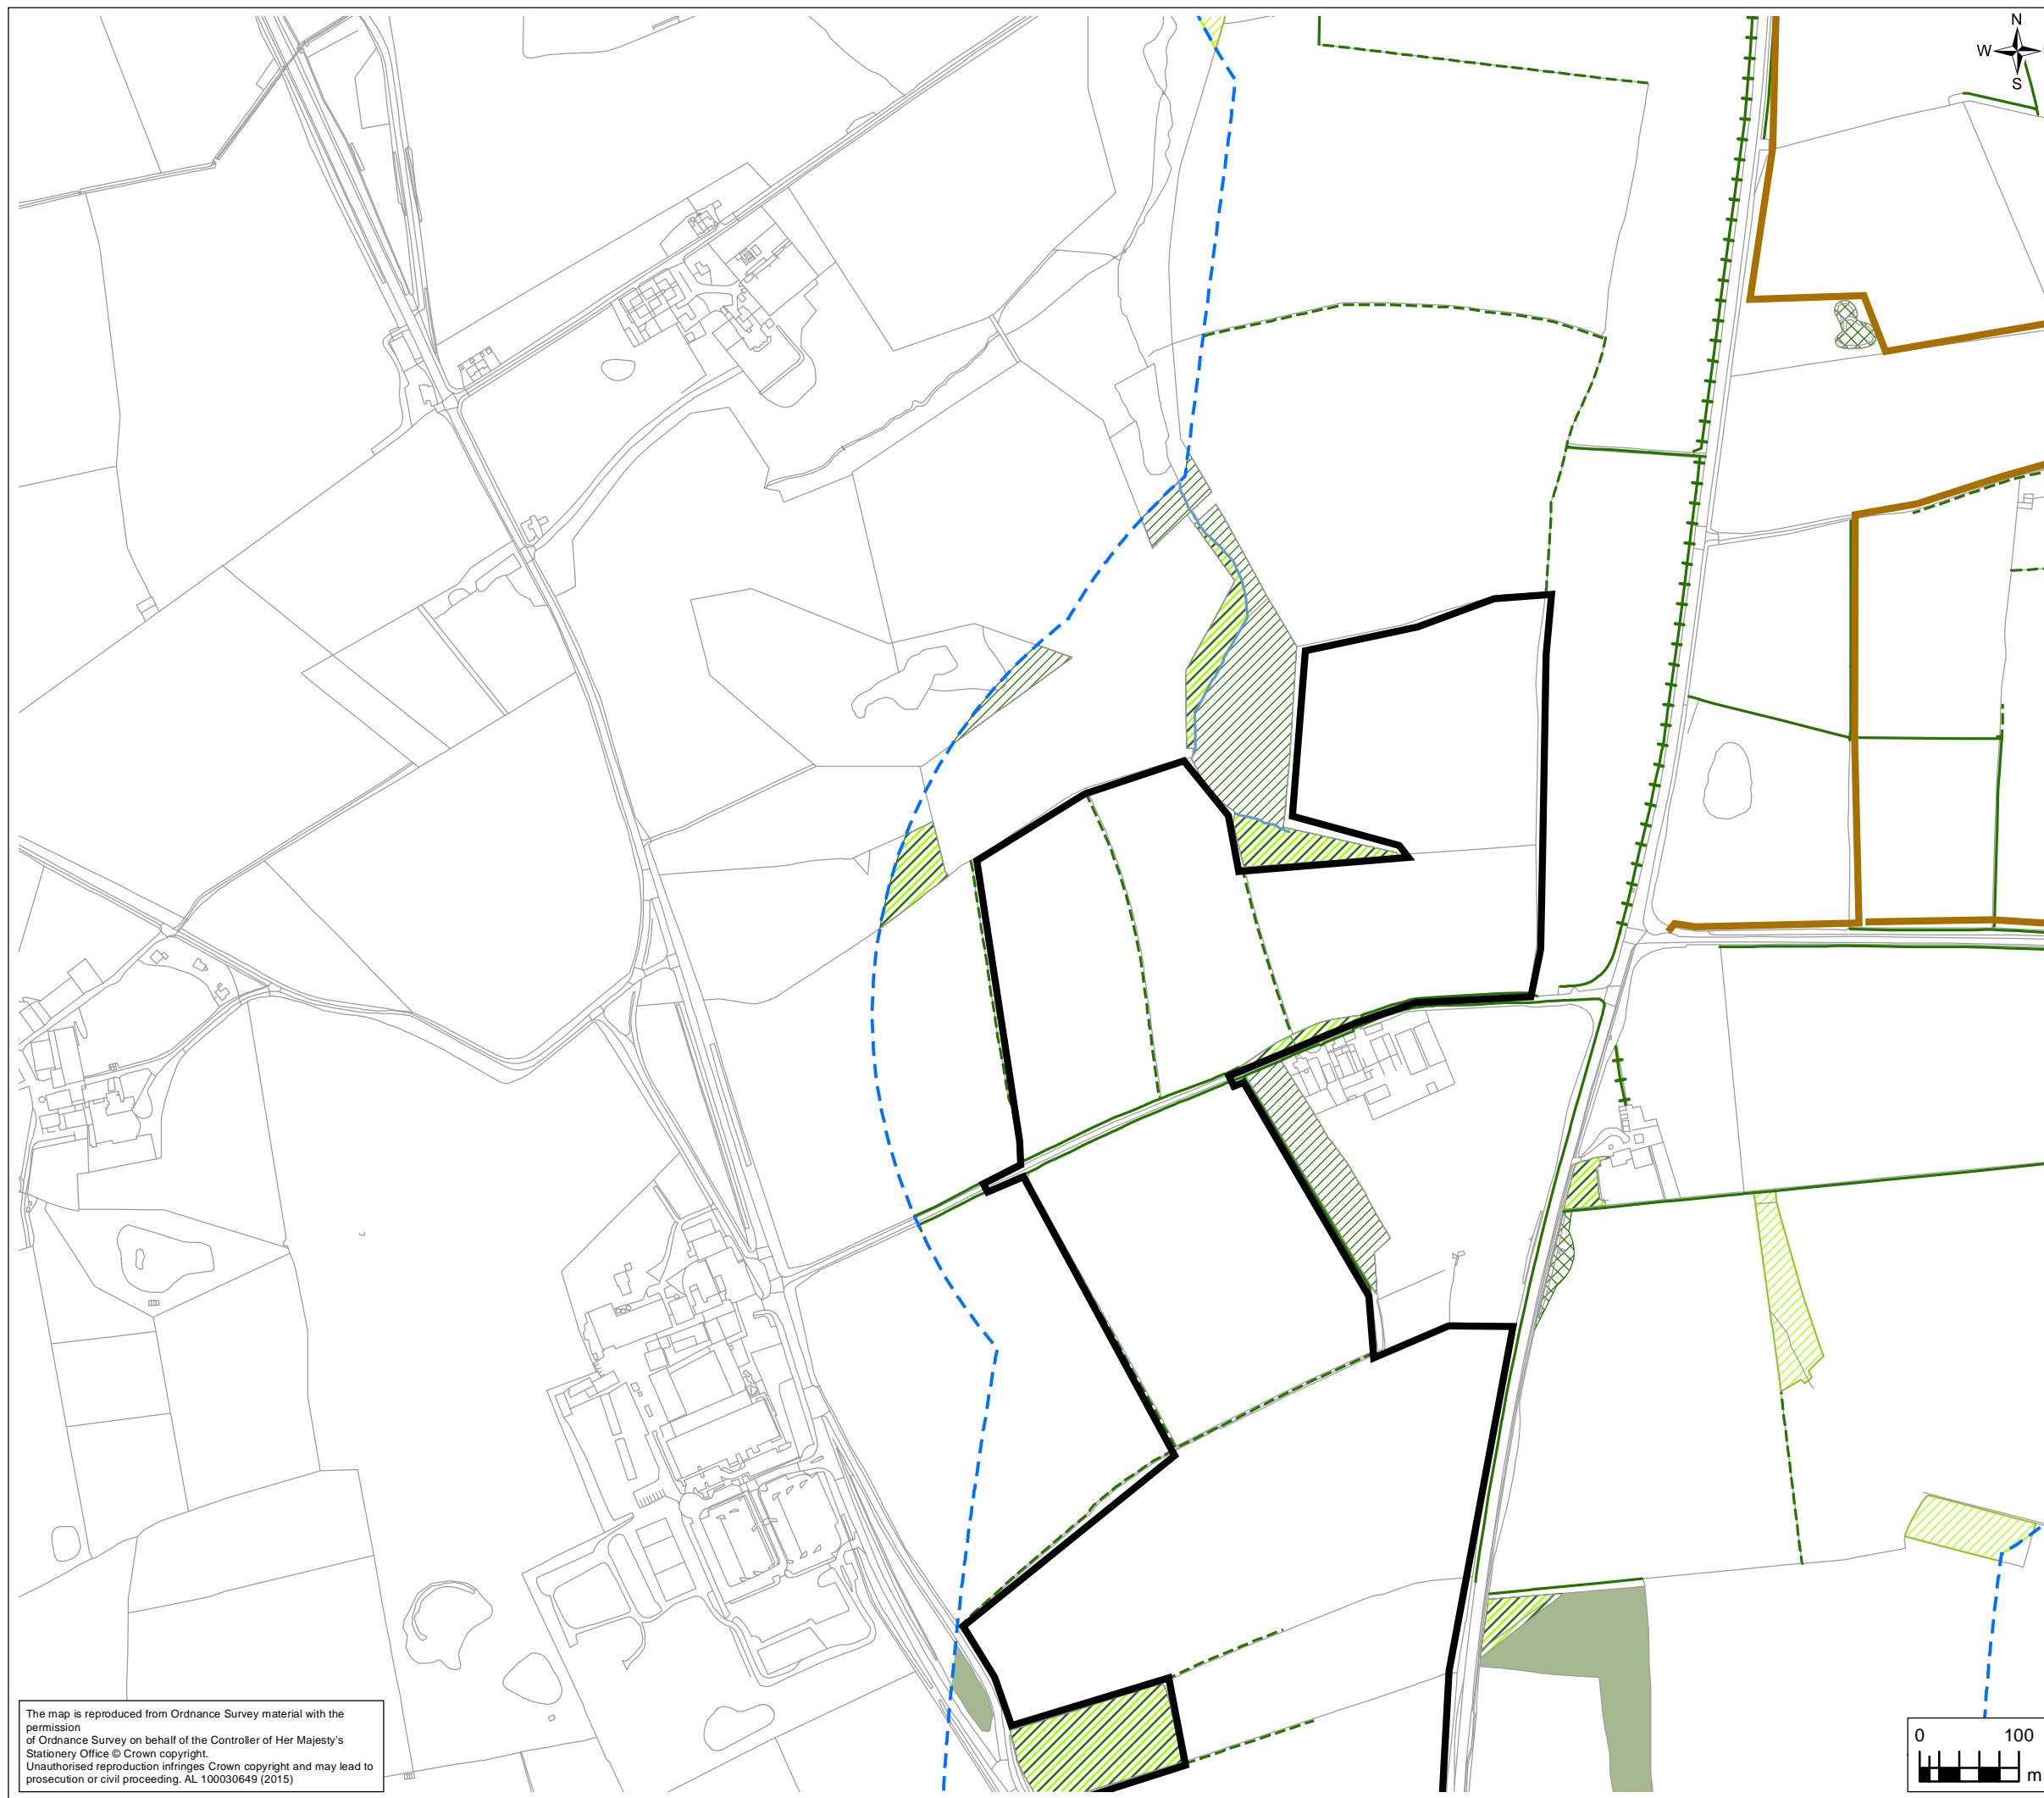 N
W
S
The map is reproduced from Ordnance Survey material with the
permission
of Ordnance Survey on behalf of the Controller of Her Majesty's
Stationery Office © Crown copyright.
Unauthorised reproduction infringes Crown copyright and may lead to
prosecution or civil proceeding. AL 100030649 (2015)
0 100
m